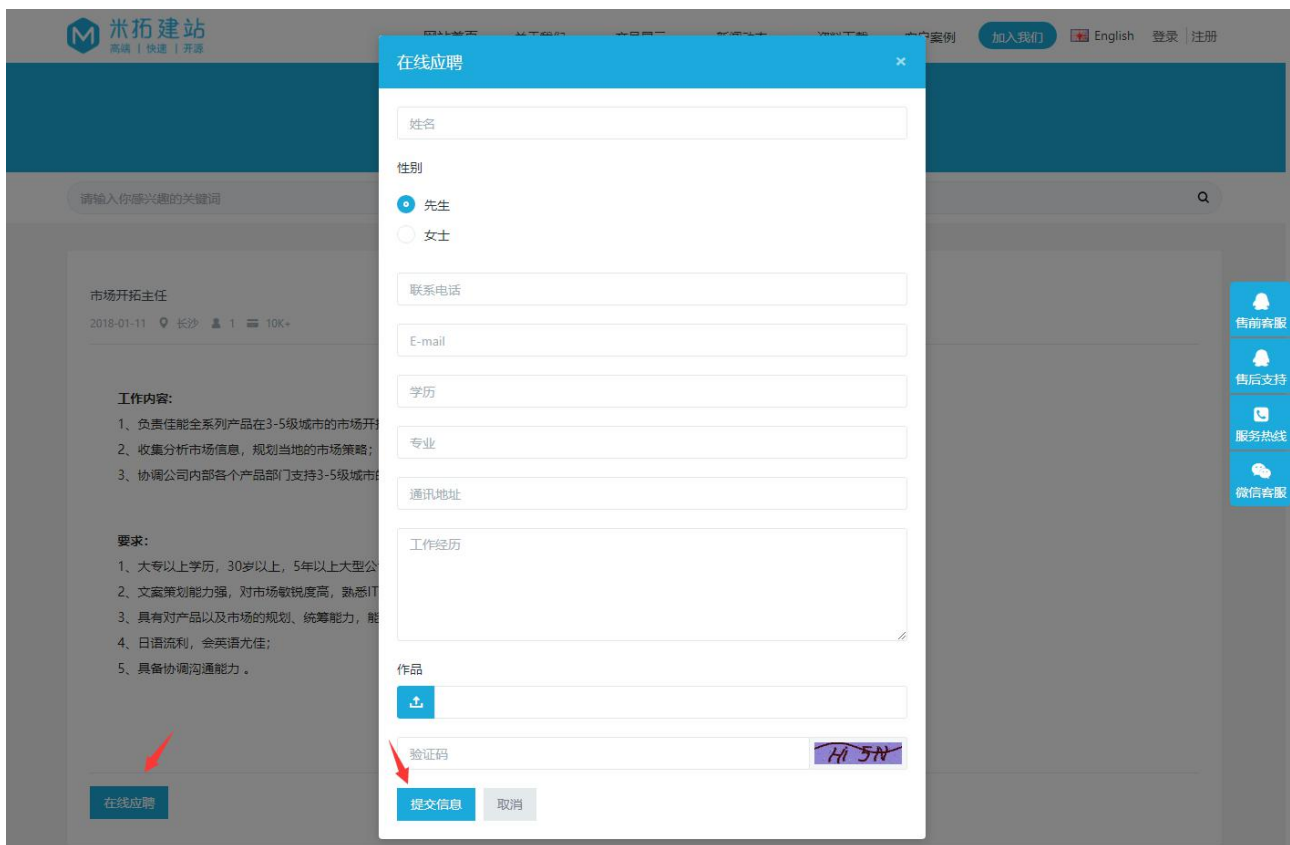 米拓建站
高端 | 快速 | 开源
客户案例
加入我们
English
登录 注册
请输入你感兴趣的关键词
市场开拓主任
2018-01-11 长沙 1 10K+
工作内容:
1、负责佳能全系列产品在3-5级城市的市场开
2、收集分析市场信息，规划当地的市场策略；
3、协调公司内部各个产品部门支持3-5级城市
要求：
1、大专以上学历，30岁以上，5年以上大型公
2、文案策划能力强，对市场敏锐度高，熟悉IT
3、具有对产品以及市场的规划、统筹能力，能
4、日语流利，会英语尤佳；
5、具备协调沟通能力 。
在线应聘
在线应聘 ×
姓名
性别
先生
女士
联系电话
E-mail
学历
专业
通讯地址
工作经历
作品
验证码
Hi 5N
提交信息
取消
售前客服
售后支持
服务热线
微信客服